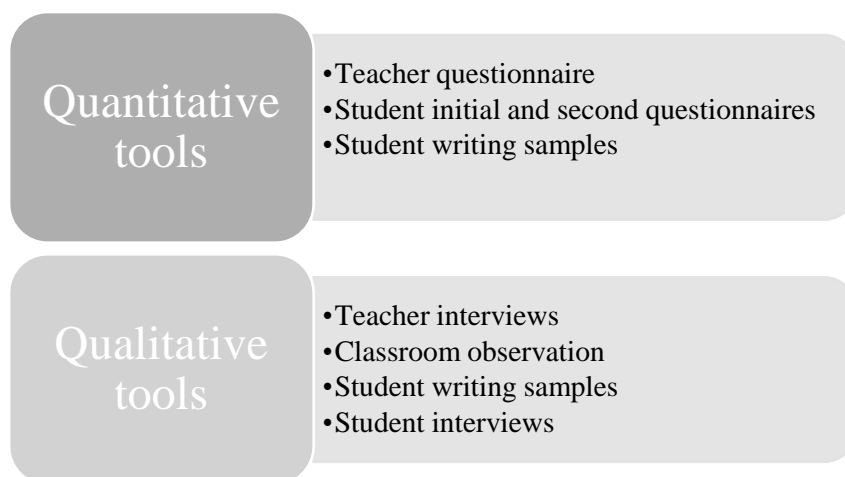 Quantitative
tools
•Teacher questionnaire
•Student initial and second questionnaires
•Student writing samples
Qualitative
tools
•Teacher interviews
•Classroom observation
•Student writing samples
•Student interviews